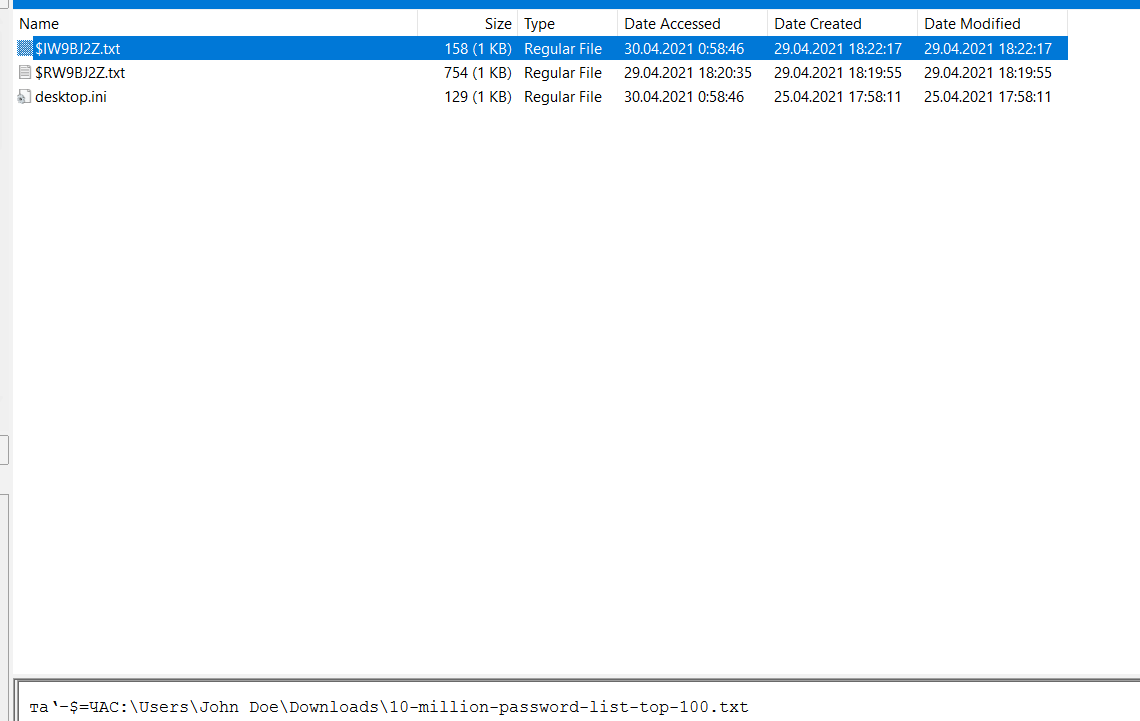 Name Size Type Date Accessed Date Created Date Modified
$IW9BJ2Z.txt 158 (1 KB) Regular File 30.04.2021 0:58:46 29.04.2021 18:22:17 29.04.2021 18:22:17
$RW9BJ2Z.txt 754 (1 KB) Regular File 29.04.2021 18:20:35 29.04.2021 18:19:55 29.04.2021 18:19:55
desktop.ini 129 (1 KB) Regular File 30.04.2021 0:58:46 25.04.2021 17:58:11 25.04.2021 17:58:11
та‘–$=ЧАC:\Users\John Doe\Downloads\10-million-password-list-top-100.txt